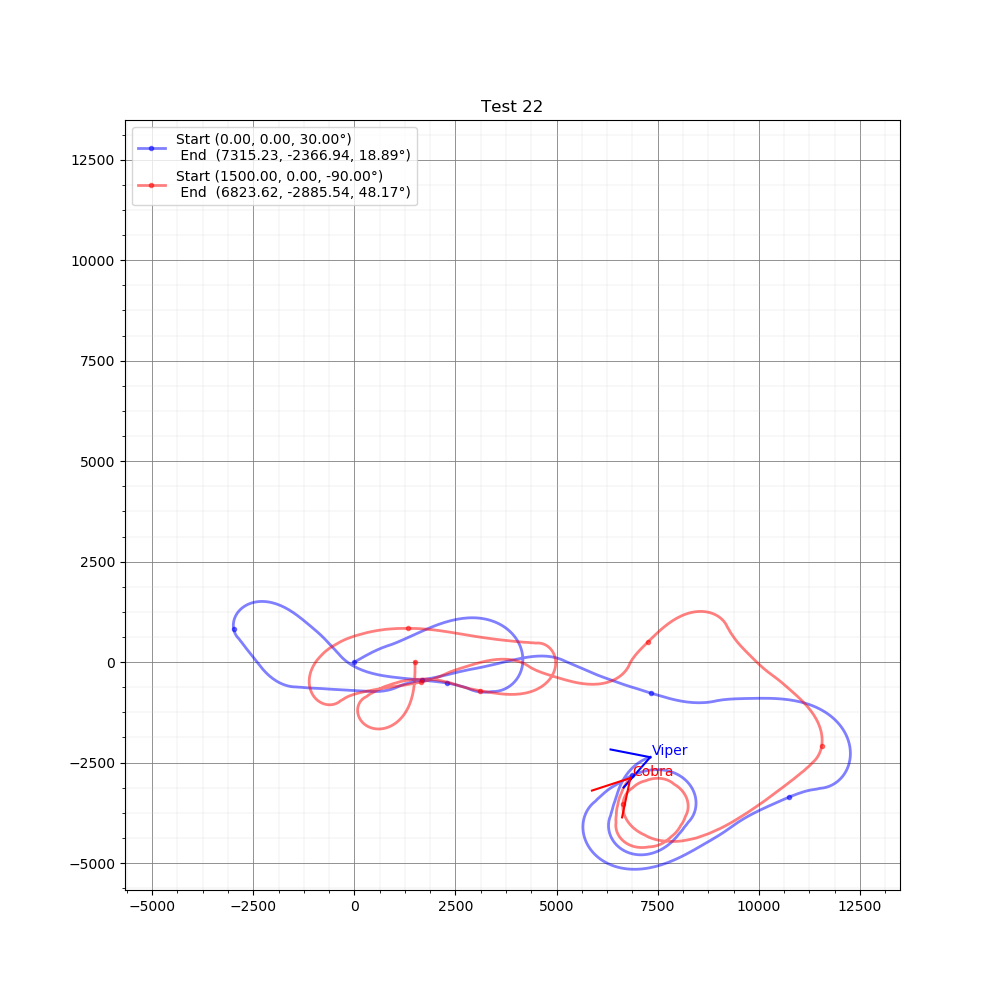 Test 22
Start (0.00, 0.00, 30.00°)
End (7315.23, -2366.94, 18.89°)
Start (1500.00, 0.00, -90.00°)
End (6823.62, -2885.54, 48.17°)
12500
10000
7500
5000
2500
0
−2500
−5000
Viper
Cobra
−5000
−2500
0
2500
5000
7500
10000
12500